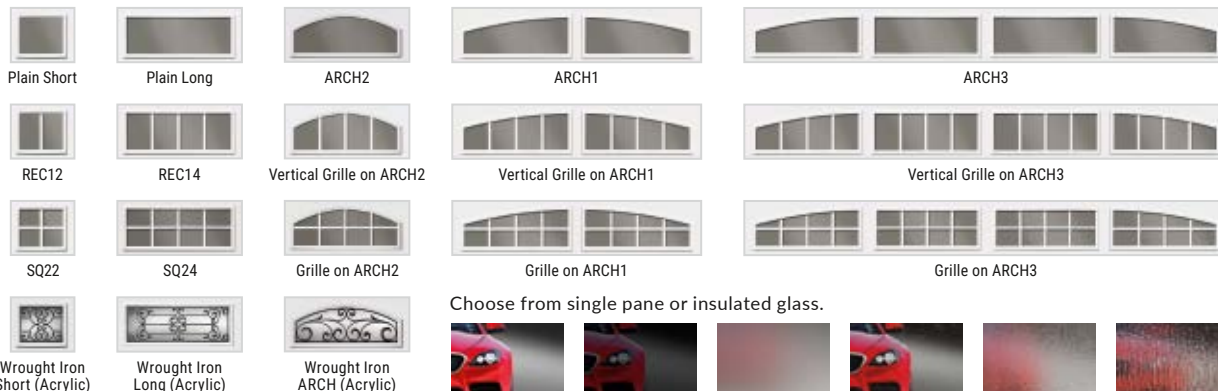 Plain Short
Plain Long
ARCH2
ARCH1
ARCH3
REC12
REC14
Vertical Grille on ARCH2
Vertical Grille on ARCH1
Vertical Grille on ARCH3
SQ22
SQ24
Grille on ARCH2
Grille on ARCH1
Grille on ARCH3
Choose from single pane or insulated glass.
Wrought Iron
Short (Acrylic)
Wrought Iron
Long (Acrylic)
Wrought Iron
ARCH (Acrylic)